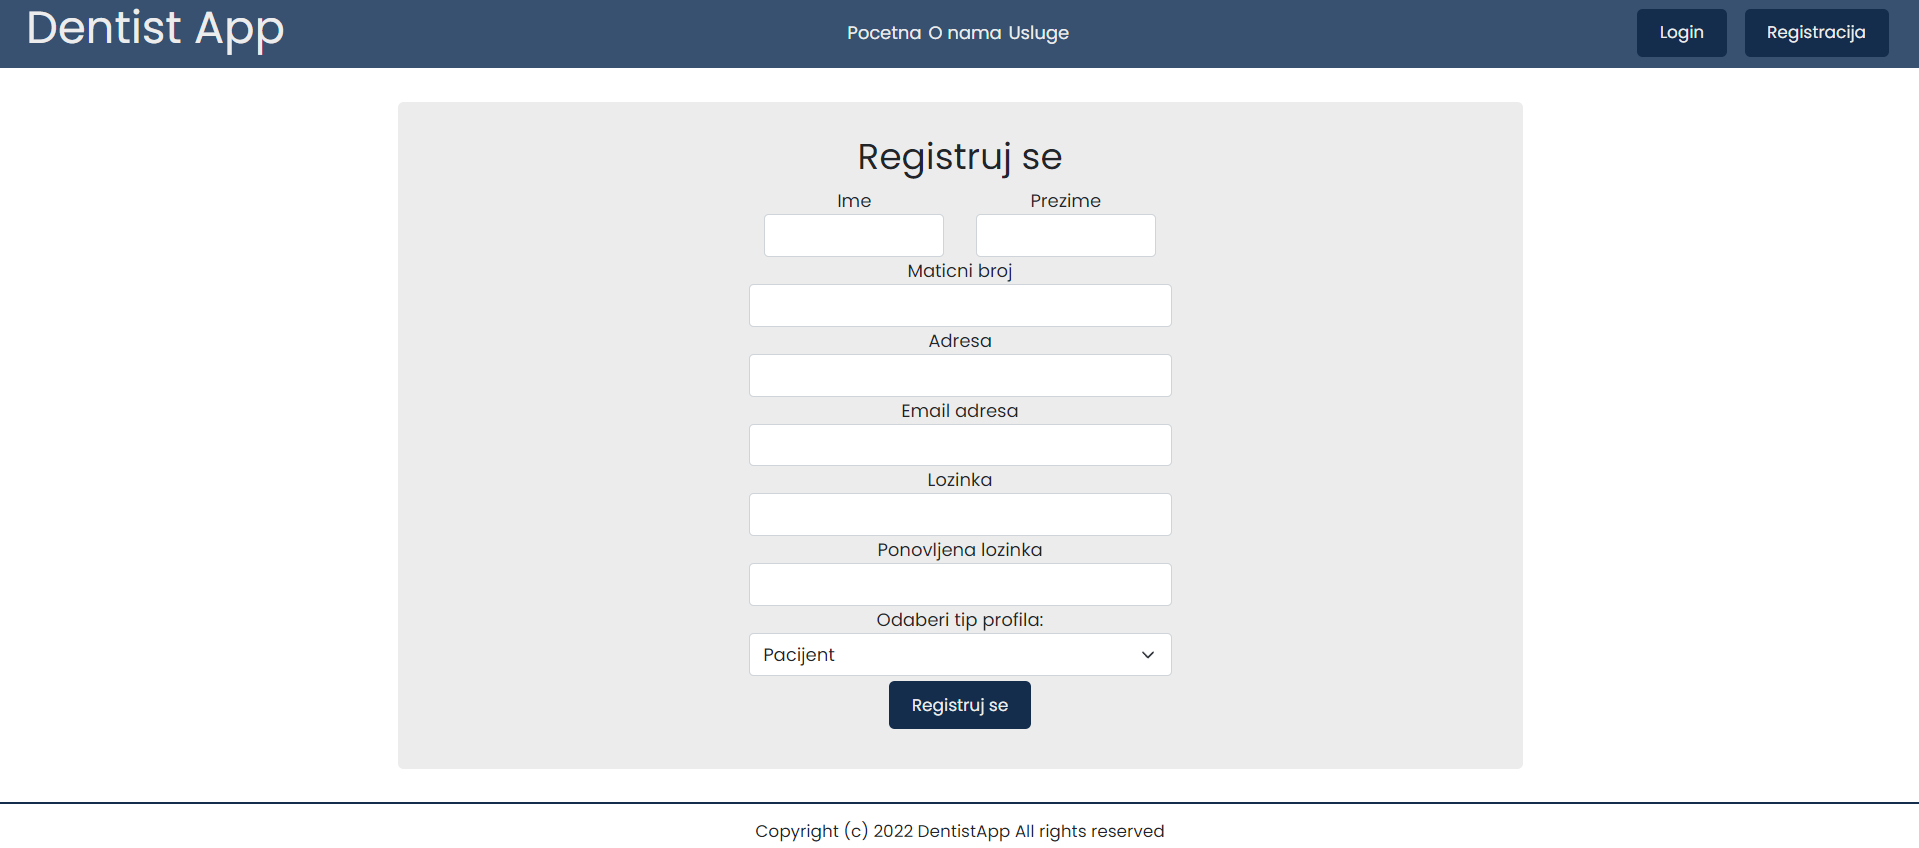 Dentist App
Pocetna O nama Usluge
Login
Registracija
Registruj se
Ime
Prezime
Maticni broj
Adresa
Email adresa
Lozinka
Ponovljena lozinka
Odaberi tip profila:
Pacijent
Registruj se
Copyright (c) 2022 DentistApp All rights reserved